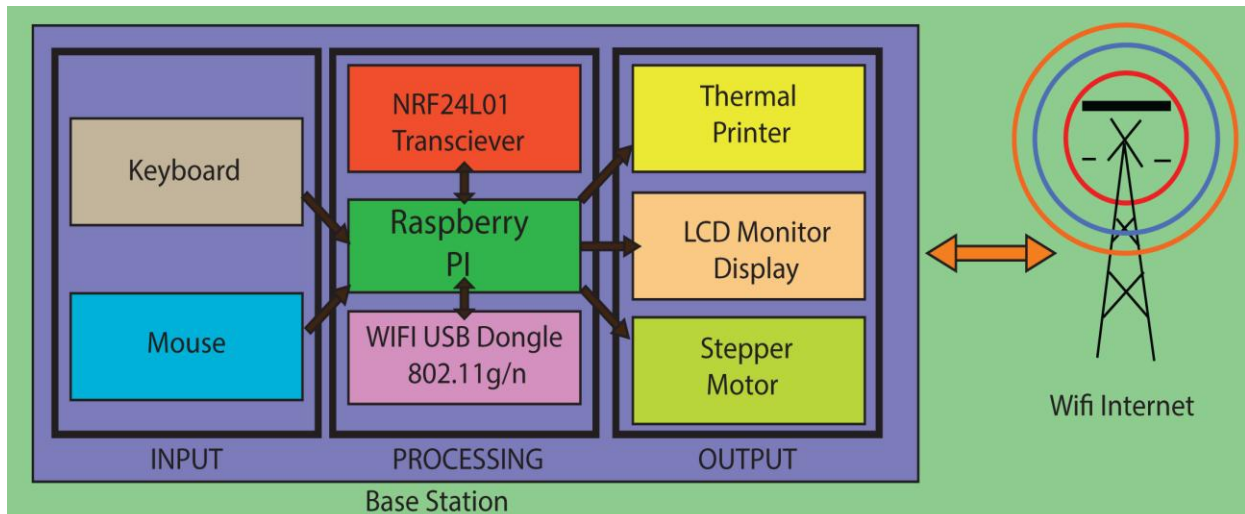 Keyboard
Mouse
INPUT
NRF24L01
Transciever
Raspberry
PI
WIFI USB Dongle
802.11g/n
PROCESSING
Thermal
Printer
LCD Monitor
Display
Stepper
Motor
OUTPUT
Base Station
Wifi Internet